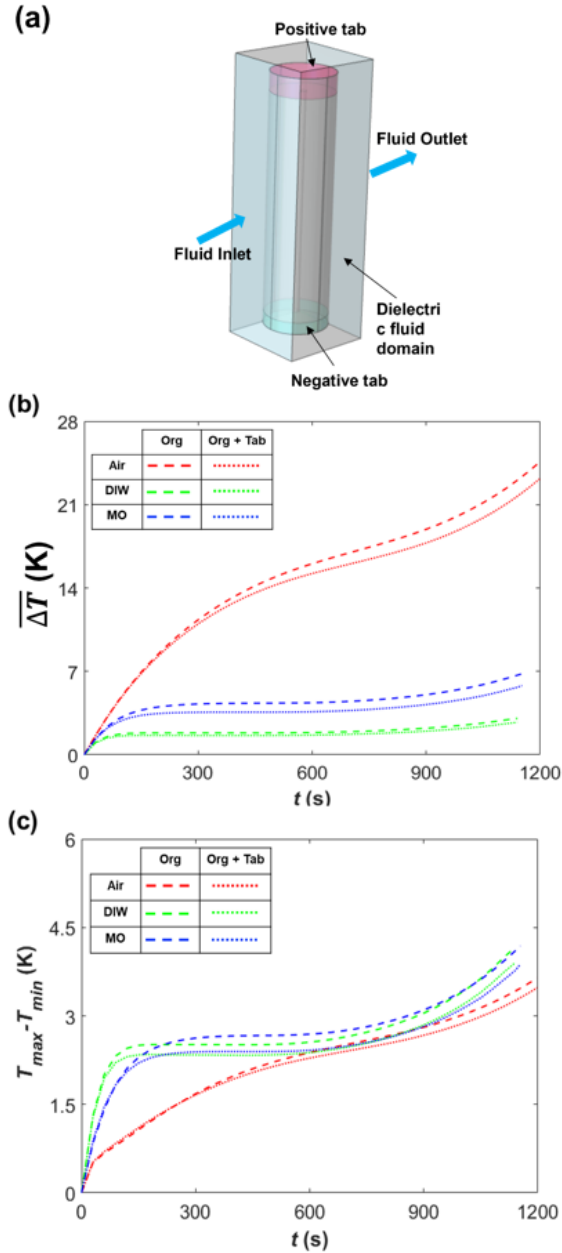 (a)
Positive tab
Fluid Outlet
Fluid Inlet
Dielectri
c fluid
domain
Negative tab
(b)
28
21
14
7
0
ΔT (K)
Org Org + Tab
Air
DIW
MO
0 300 600 900 1200
t (s)
(c)
6
4.5
3
1.5
0
Tmax-Tmin (K)
Org Org + Tab
Air
DIW
MO
0 300 600 900 1200
t (s)